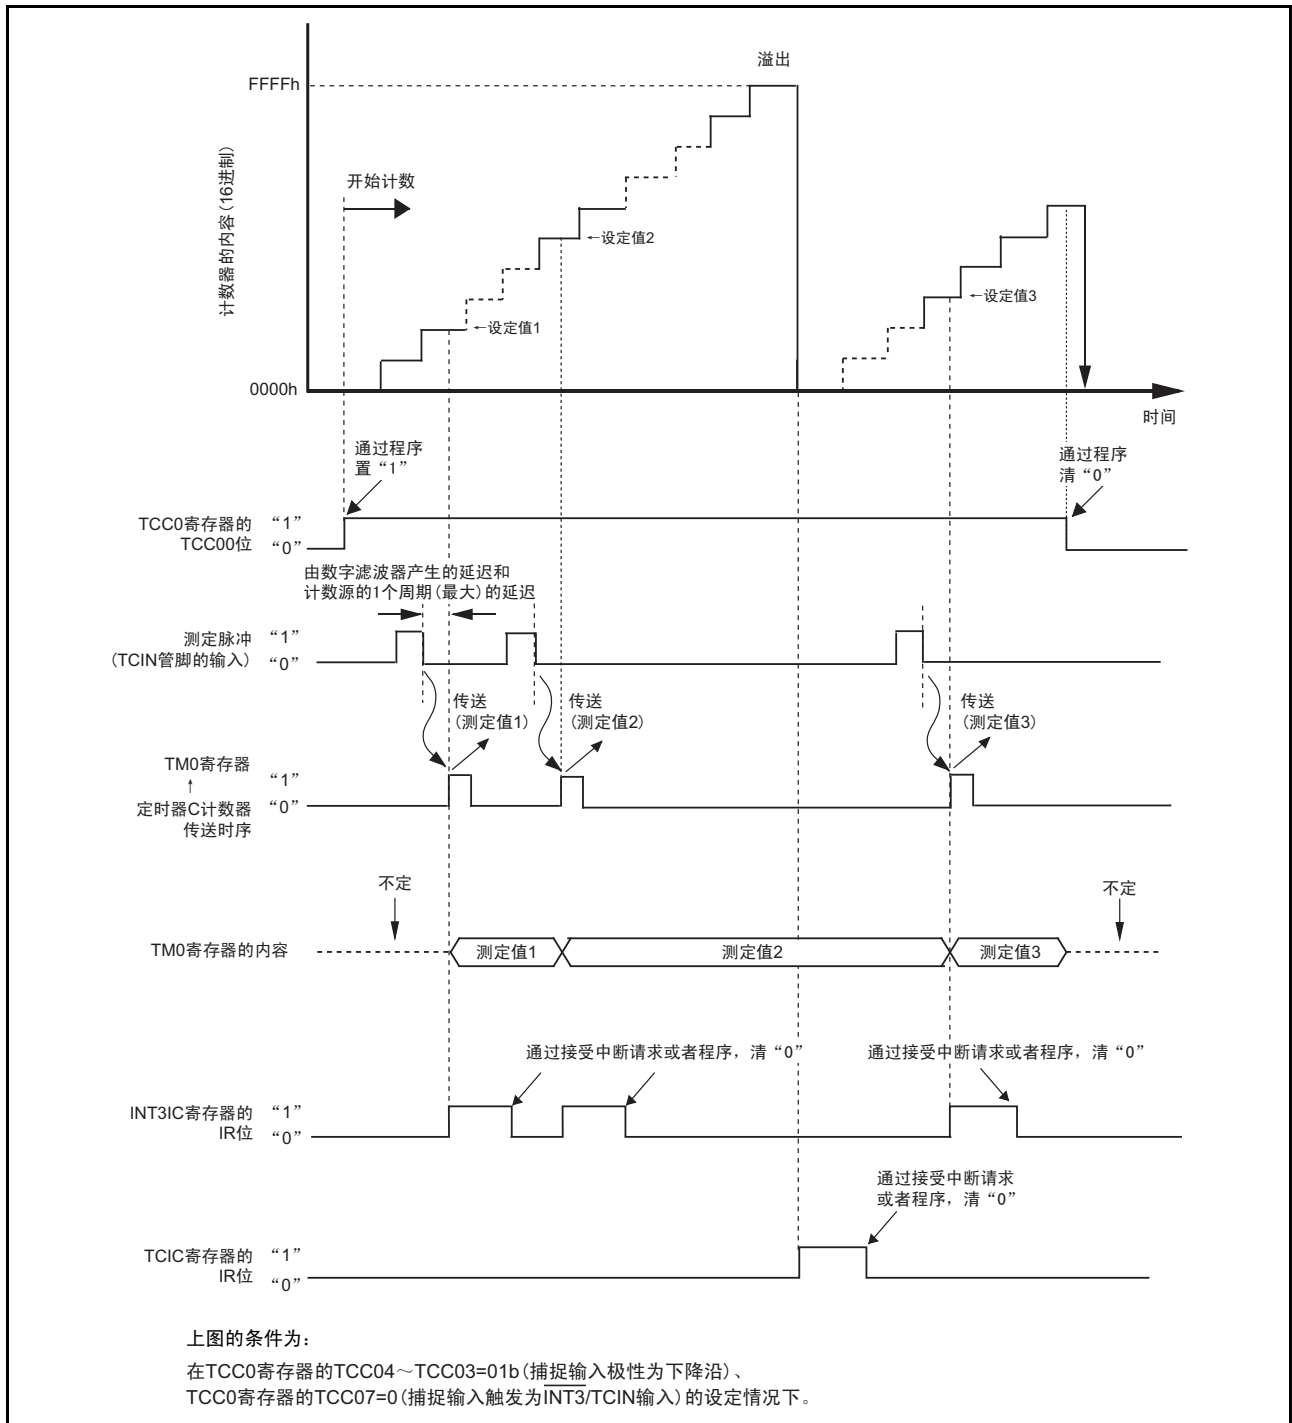 溢出
FFFFh
计数器的内容(16进制)
开始计数
←设定值2
←设定值3
←设定值1
0000h
时间
通过程序
置“1”
通过程序
清“0”
TCC0寄存器的 “1”
TCC00位 “0”
由数字滤波器产生的延迟和
计数源的1个周期(最大)的延迟
测定脉冲 “1”
(TCIN管脚的输入) “0”
传送
(测定值1)
传送
(测定值2)
传送
(测定值3)
TM0寄存器 “1”
↑
定时器C计数器 “0”
传送时序
不定
不定
TM0寄存器的内容
测定值1
测定值2
测定值3
通过接受中断请求或者程序，清“0”
通过接受中断请求或者程序，清“0”
INT3IC寄存器的 “1”
IR位 “0”
通过接受中断请求
或者程序，清“0”
TCIC寄存器的 “1”
IR位 “0”
上图的条件为：
在TCC0寄存器的TCC04～TCC03=01b(捕捉输入极性为下降沿)、
TCC0寄存器的TCC07=0(捕捉输入触发为INT3/TCIN输入)的设定情况下。